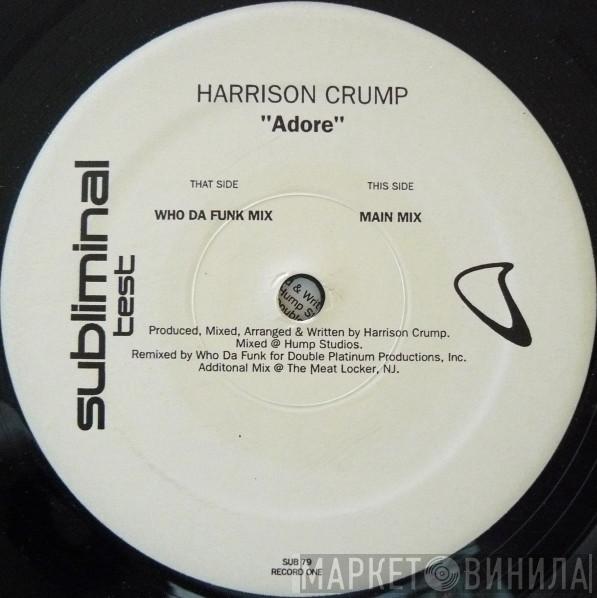 HARRISON CRUMP
"Adore"
THAT SIDE
THIS SIDE
WHO DA FUNK MIX
MAIN MIX
subliminal
test
d & Writ
Hump S
Produced, Mixed, Arranged & Written by Harrison Crump.
Mixed @ Hump Studios.
Remixed by Who Da Funk for Double Platinum Productions, Inc.
Additonal Mix @ The Meat Locker, NJ.
SUB 79
RECORD ONE
МАРКЕТ ВИНИЛА